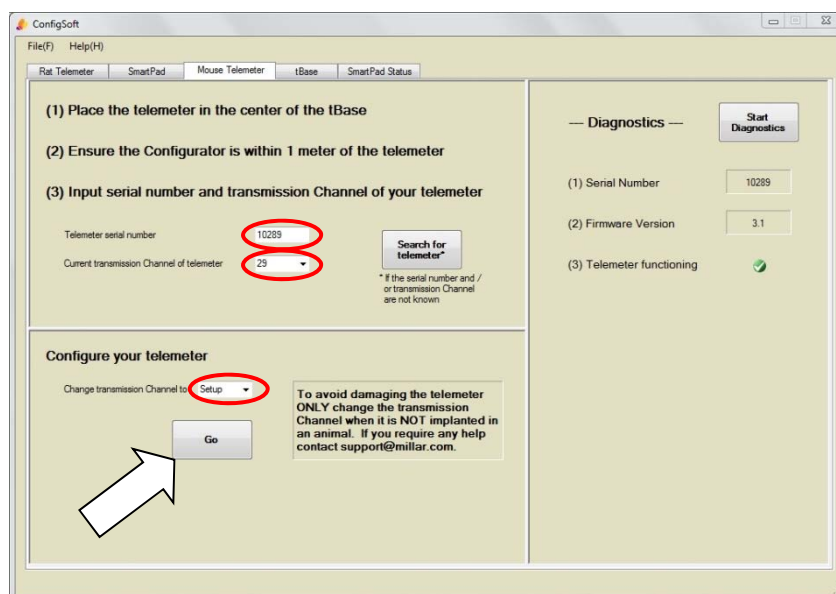 ConfigSoft
File(F) Help(H)
Rat Telemeter SmartPad Mouse Telemeter tBase SmartPad Status
(1) Place the telemeter in the center of the tBase
(2) Ensure the Configurator is within 1 meter of the telemeter
(3) Input serial number and transmission Channel of your telemeter
Telemeter serial number 10289
Current transmission Channel of telemeter 29
Search for
telemeter*
* If the serial number and /
or transmission Channel
are not known
Configure your telemeter
Change transmission Channel to Setup
Go
To avoid damaging the telemeter
ONLY change the transmission
Channel when it is NOT implanted in
an animal. If you require any help
contact support@millar.com.
--- Diagnostics ---
Start
Diagnostics
(1) Serial Number 10289
(2) Firmware Version 3.1
(3) Telemeter functioning